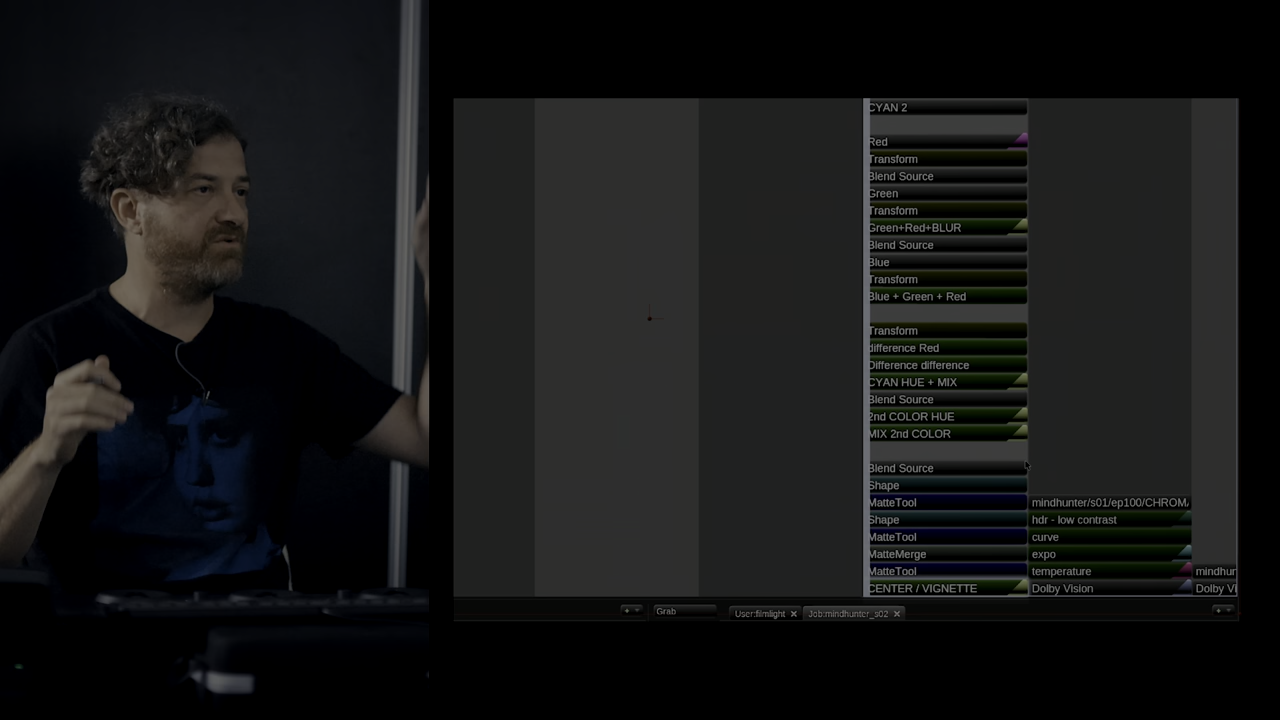 CYAN 2
Red
Transform
Blend Source
Green
Transform
Green+Red+BLUR
Blend Source
Blue
Transform
Blue + Green + Red
Transform
difference Red
Difference difference
CYAN HUE + MIX
Blend Source
2nd COLOR HUE
MIX 2nd COLOR
Blend Source
Shape
MatteTool
mindhunter/s01/ep100/CHROM
Shape
hdr - low contrast
MatteTool
curve
MatteMerge
expo
MatteTool
temperature
mindhun
CENTER / VIGNETTE
Dolby Vision
Dolby Vi
Grab
User:filmlight
Job:mindhunter_s02